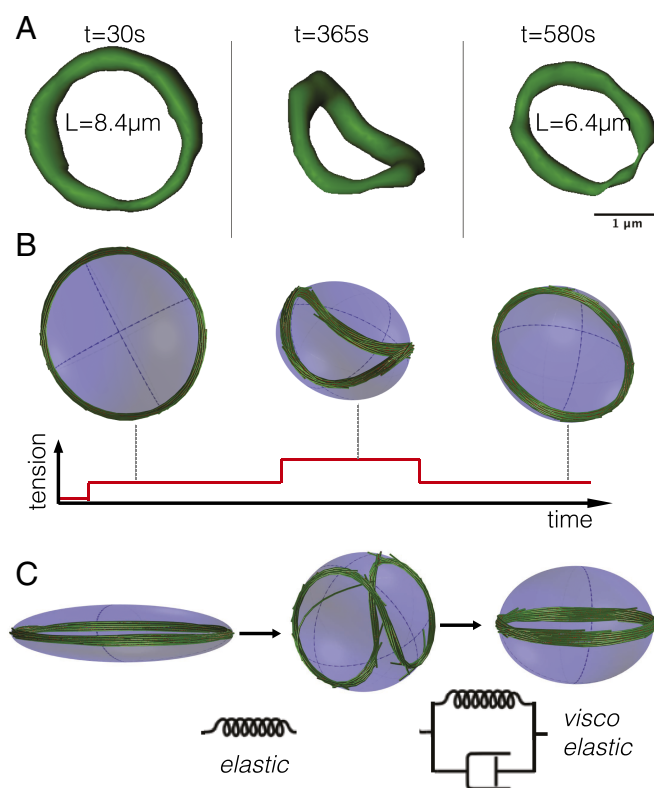 A
t=30s
t=365s
t=580s
L=8.4µm
L=6.4µm
1 µm
B
tension
time
C
elastic
visco
elastic